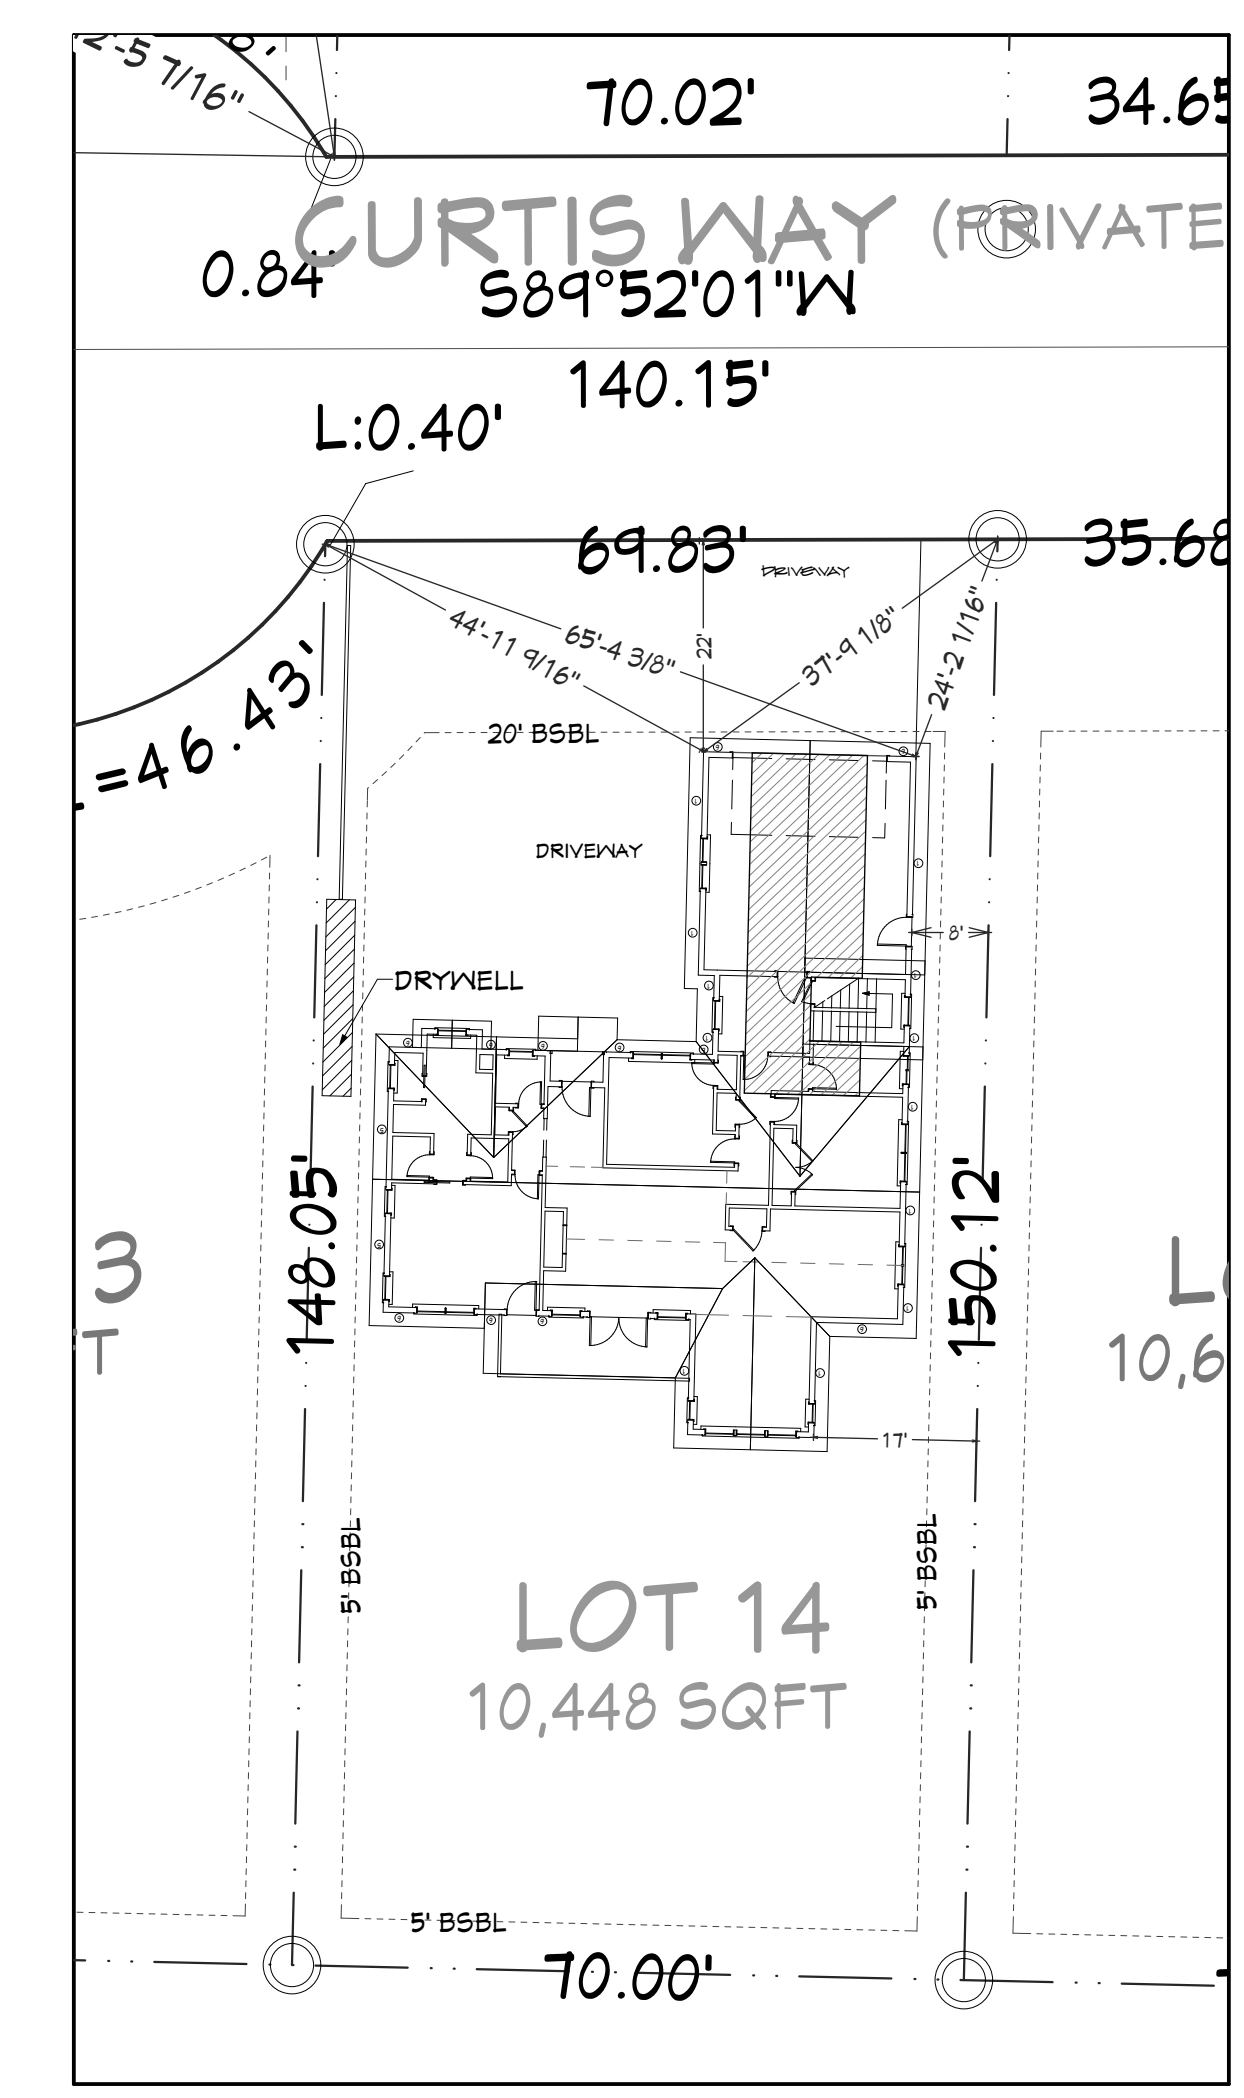 2'-5 7/16"
70.02'
34.65
CURTIS WAY (PRIVATE
0.84'
S89°52'01"W
140.15'
L:0.40'
69.83'
35.68
DRIVEWAY
44'-11 9/16"
65'-4 3/8"
22'
37'-9 1/8"
24'-2 1/16"
=46.43'
20' BSBL
DRIVEWAY
8'
DRYWELL
148.05'
150.12'
3
T
10,6
17'
5' BSBL
5' BSBL
LOT 14
10,448 SQFT
5' BSBL
70.00'